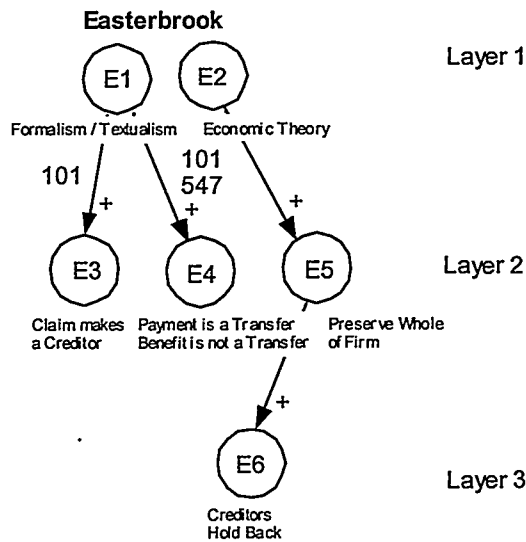 Easterbrook
Layer 1
E1
E2
Formalism / Textualism
Economic Theory
101
101
547
+
+
+
E3
E4
E5
Layer 2
Claim makes
a Creditor
Payment is a Transfer
Benefit is not a Transfer
Preserve Whole
of Firm
+
E6
Layer 3
Creditors
Hold Back